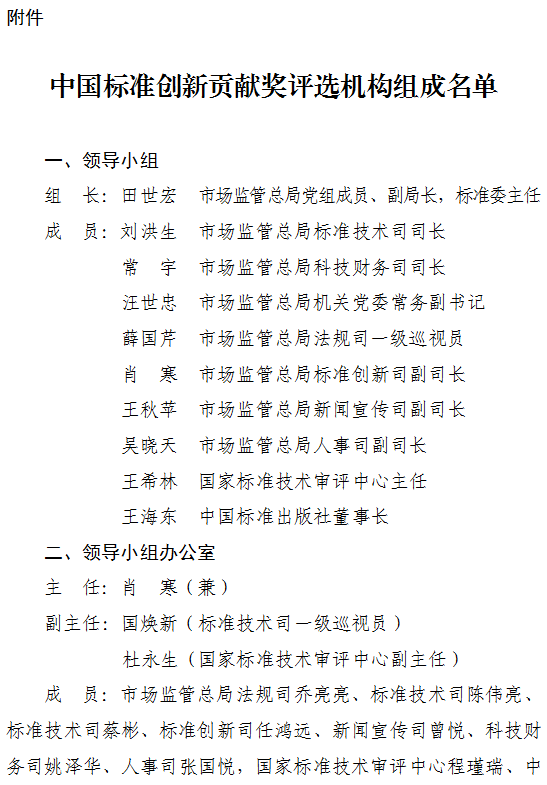 附件
中国标准创新贡献奖评选机构组成名单
一、领导小组
组　长：田世宏　市场监管总局党组成员、副局长，标准委主任
成　员：刘洪生　市场监管总局标准技术司司长
常　宇　市场监管总局科技财务司司长
汪世忠　市场监管总局机关党委常务副书记
薛国芹　市场监管总局法规司一级巡视员
肖　寒　市场监管总局标准创新司副司长
王秋苹　市场监管总局新闻宣传司副司长
吴晓天　市场监管总局人事司副司长
王希林　国家标准技术审评中心主任
王海东　中国标准出版社董事长
二、领导小组办公室
主　任：肖　寒（兼）
副主任：国焕新（标准技术司一级巡视员）
杜永生（国家标准技术审评中心副主任）
成　员：市场监管总局法规司乔亮亮、标准技术司陈伟亮、
标准技术司蔡彬、标准创新司任鸿远、新闻宣传司曾悦、科技财
务司姚泽华、人事司张国悦，国家标准技术审评中心程瑾瑞、中